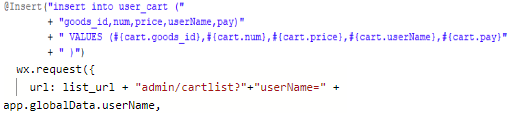 @Insert("insert into user_cart ("
+ "goods_id,num,price,userName,pay)"
+ " VALUES (#{cart.goods_id},#{cart.num},#{cart.price},#{cart.userName},#{cart.pay}"
+ " )")
wx.request({
url: list_url + "admin/cartlist?"+"userName=" +
app.globalData.userName,